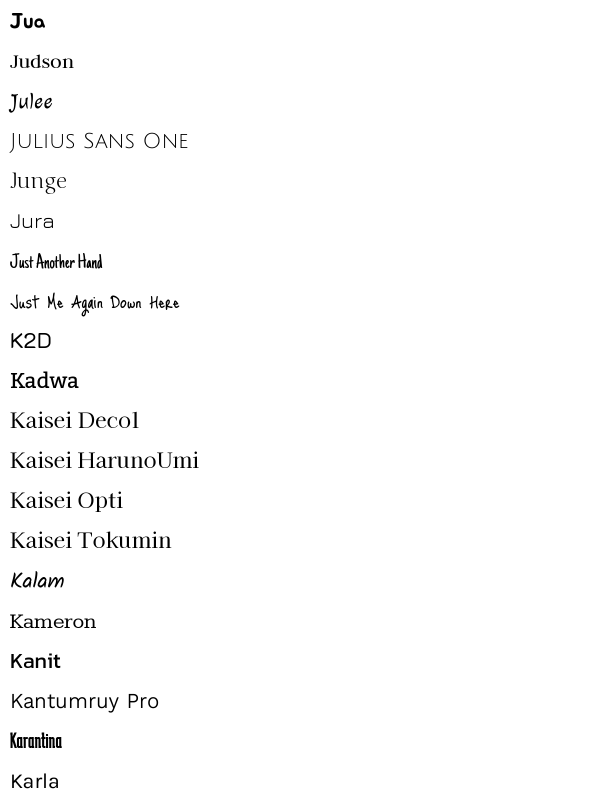 Jua
Judson
Julee
Julius Sans One
Junge
Jura
Just Another Hand
Just Me Again Down Here
K2D
Kadwa
Kaisei Decol
Kaisei HarunoUmi
Kaisei Opti
Kaisei Tokumin
Kalam
Kameron
Kanit
Kantumruy Pro
Karantina
Karla